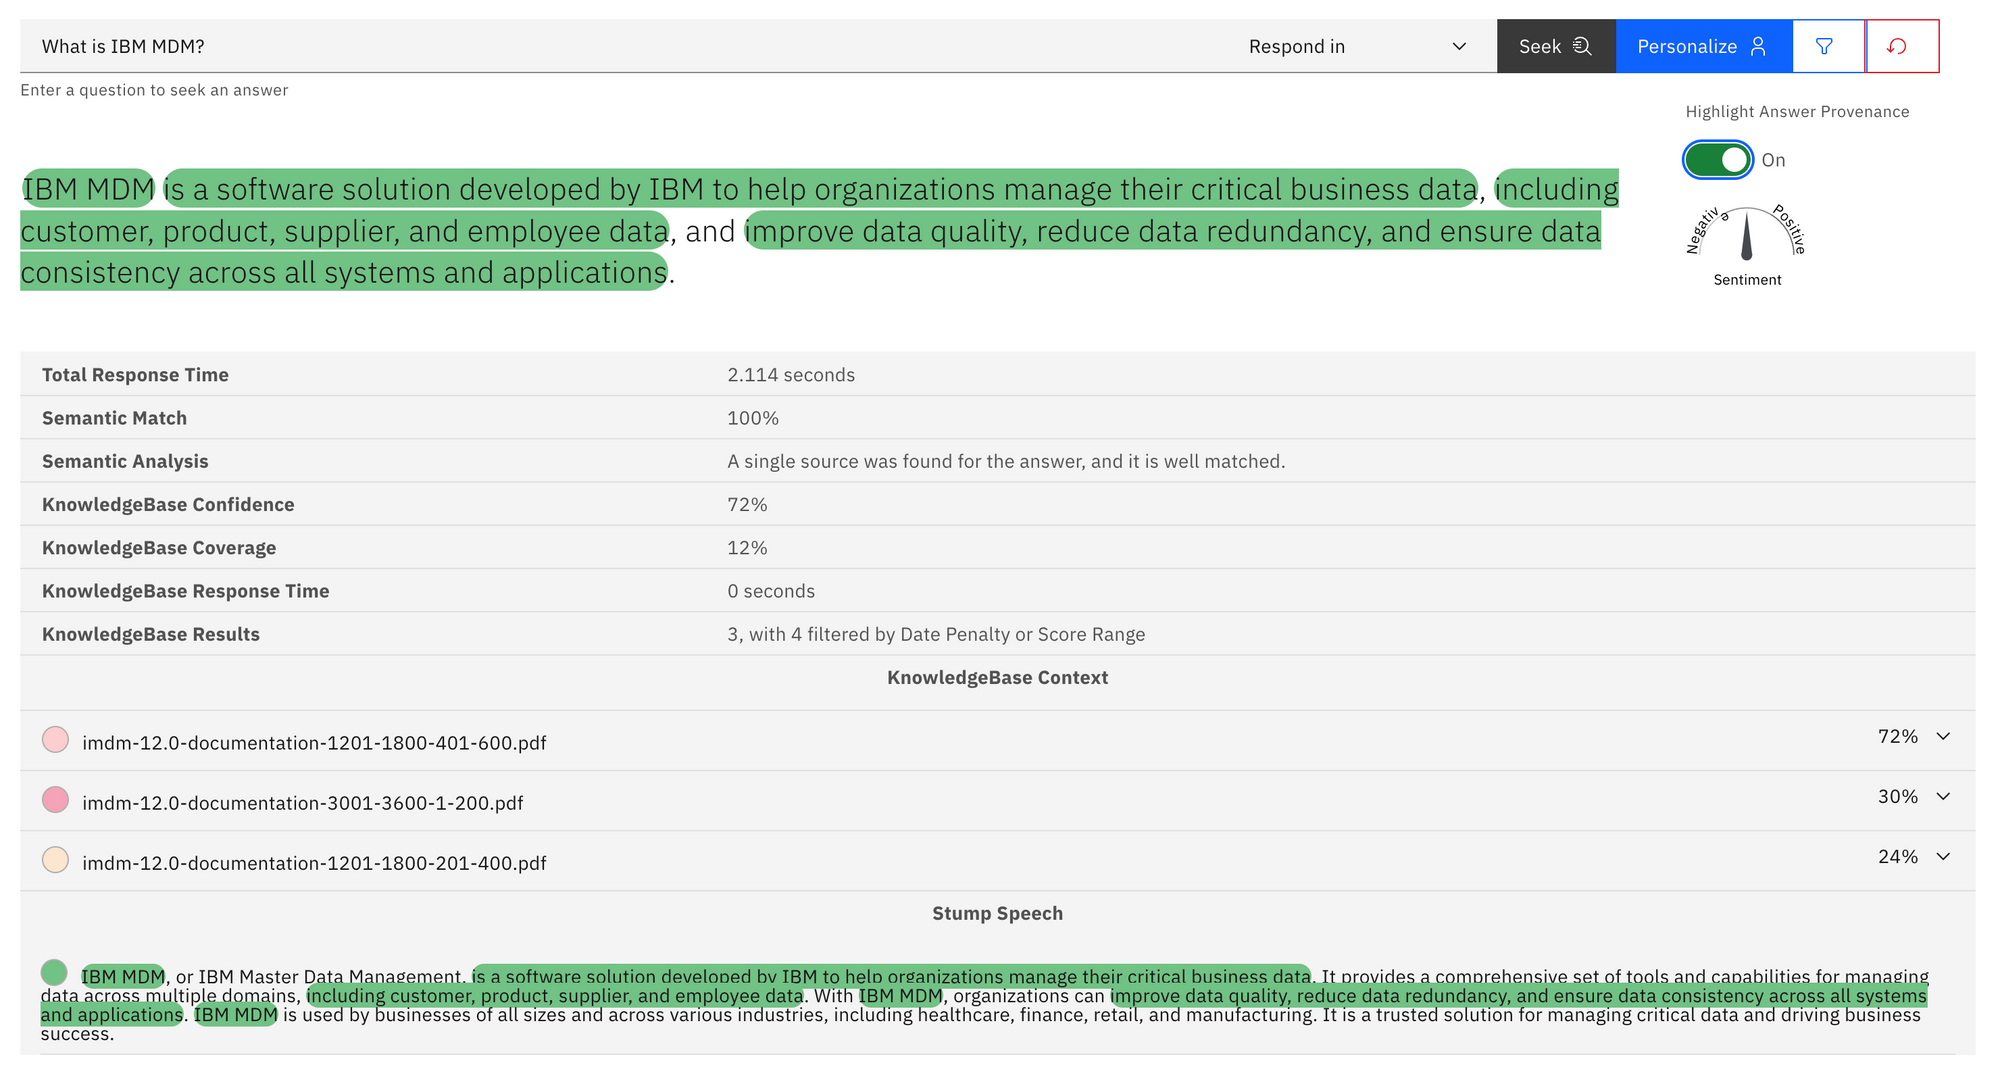 What is IBM MDM?
Respond in
Seek
Personalize
Enter a question to seek an answer
Highlight Answer Provenance
On
IBM MDM is a software solution developed by IBM to help organizations manage their critical business data, including
customer, product, supplier, and employee data, and improve data quality, reduce data redundancy, and ensure data
consistency across all systems and applications.
Negative
Positive
Sentiment
Total Response Time 2.114 seconds
Semantic Match 100%
Semantic Analysis A single source was found for the answer, and it is well matched.
KnowledgeBase Confidence 72%
KnowledgeBase Coverage 12%
KnowledgeBase Response Time 0 seconds
KnowledgeBase Results 3, with 4 filtered by Date Penalty or Score Range
KnowledgeBase Context
imdm-12.0-documentation-1201-1800-401-600.pdf 72%
imdm-12.0-documentation-3001-3600-1-200.pdf 30%
imdm-12.0-documentation-1201-1800-201-400.pdf 24%
Stump Speech
IBM MDM, or IBM Master Data Management, is a software solution developed by IBM to help organizations manage their critical business data. It provides a comprehensive set of tools and capabilities for managing
data across multiple domains, including customer, product, supplier, and employee data. With IBM MDM, organizations can improve data quality, reduce data redundancy, and ensure data consistency across all systems
and applications. IBM MDM is used by businesses of all sizes and across various industries, including healthcare, finance, retail, and manufacturing. It is a trusted solution for managing critical data and driving business
success.